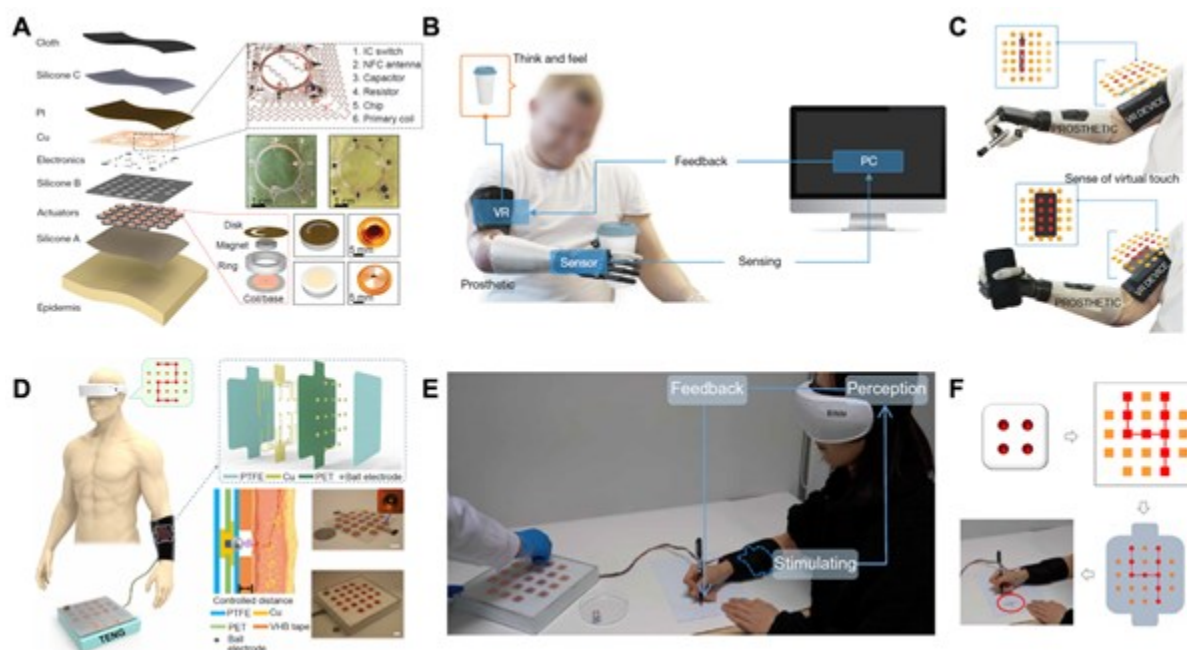 A
Cloth
Silicone C
PI
Cu
Electronics
Silicone B
Actuators
Silicone A
Epidermis
1. IC switch
2. NFC antenna
3. Capacitor
4. Resistor
5. Chip
6. Primary coil
Disk
Magnet
Ring
Coil/base
5 mm
5 mm
B
Think and feel
VR
Sensor
Prosthetic
Feedback
Sensing
PC
C
PROSTHETIC
VR DEVICE
Sense of virtual touch
PROSTHETIC
VR DEVICE
D
TENG
PTFE Cu PET Ball electrode
Controlled distance
PTFE Cu
PET VHB tape
Ball
electrode
E
Feedback
Perception
Stimulating
F